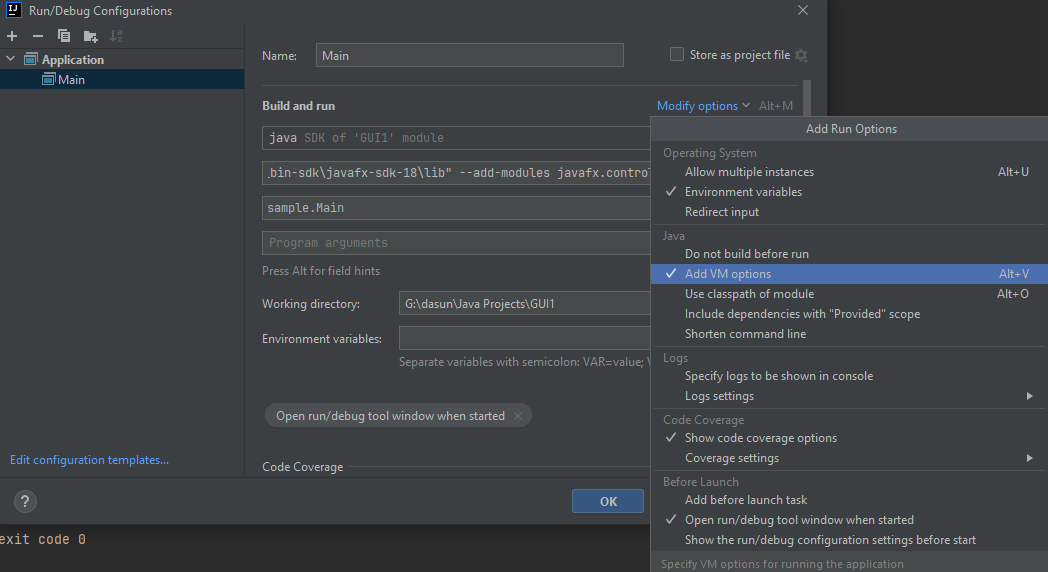 IJ Run/Debug Configurations
Application
Main
Edit configuration templates...
?
Name: Main
Store as project file
Build and run
Modify options Alt+M
java SDK of 'GUI1' module
bin-sdk\javafx-sdk-18\lib" --add-modules javafx.control
sample.Main
Program arguments
Press Alt for field hints
Working directory: G:\dasun\Java Projects\GUI1
Environment variables:
Separate variables with semicolon: VAR=value;
Open run/debug tool window when started
Code Coverage
OK
Add Run Options
Operating System
Allow multiple instances Alt+U
Environment variables
Redirect input
Java
Do not build before run
Add VM options Alt+V
Use classpath of module Alt+O
Include dependencies with "Provided" scope
Shorten command line
Logs
Specify logs to be shown in console
Logs settings
Code Coverage
Show code coverage options
Coverage settings
Before Launch
Add before launch task
Open run/debug tool window when started
Show the run/debug configuration settings before start
Specify VM options for running the application
exit code 0